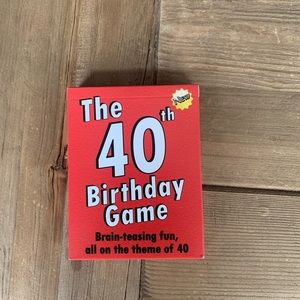 The
40th
Birthday
Game
Brain-teasing fun,
all on the theme of 40